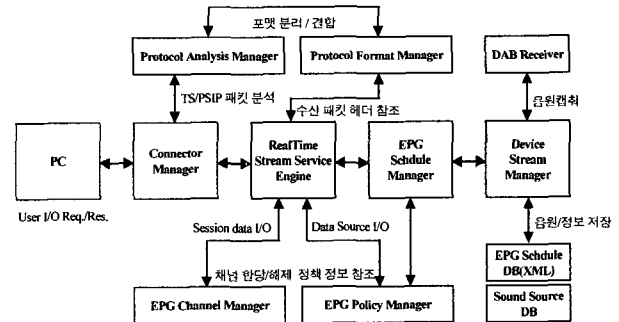 포맷 분리 / 결합
Protocol Analysis Manager
Protocol Format Manager
DAB Receiver
TS/PSIP 패킷 분석
수산 패킷 헤더 참조
음원캡춰
PC
Connector
Manager
RealTime
Stream Service
Engine
EPG
Schdule
Manager
Device
Stream
Manager
User I/O Req./Res.
Session data I/O
Data Source I/O
음원/정보 저장
채널 한당/해제 정책 정보 참조
EPG Schdule
DB(XML)
EPG Channel Manager
EPG Policy Manager
Sound Source
DB